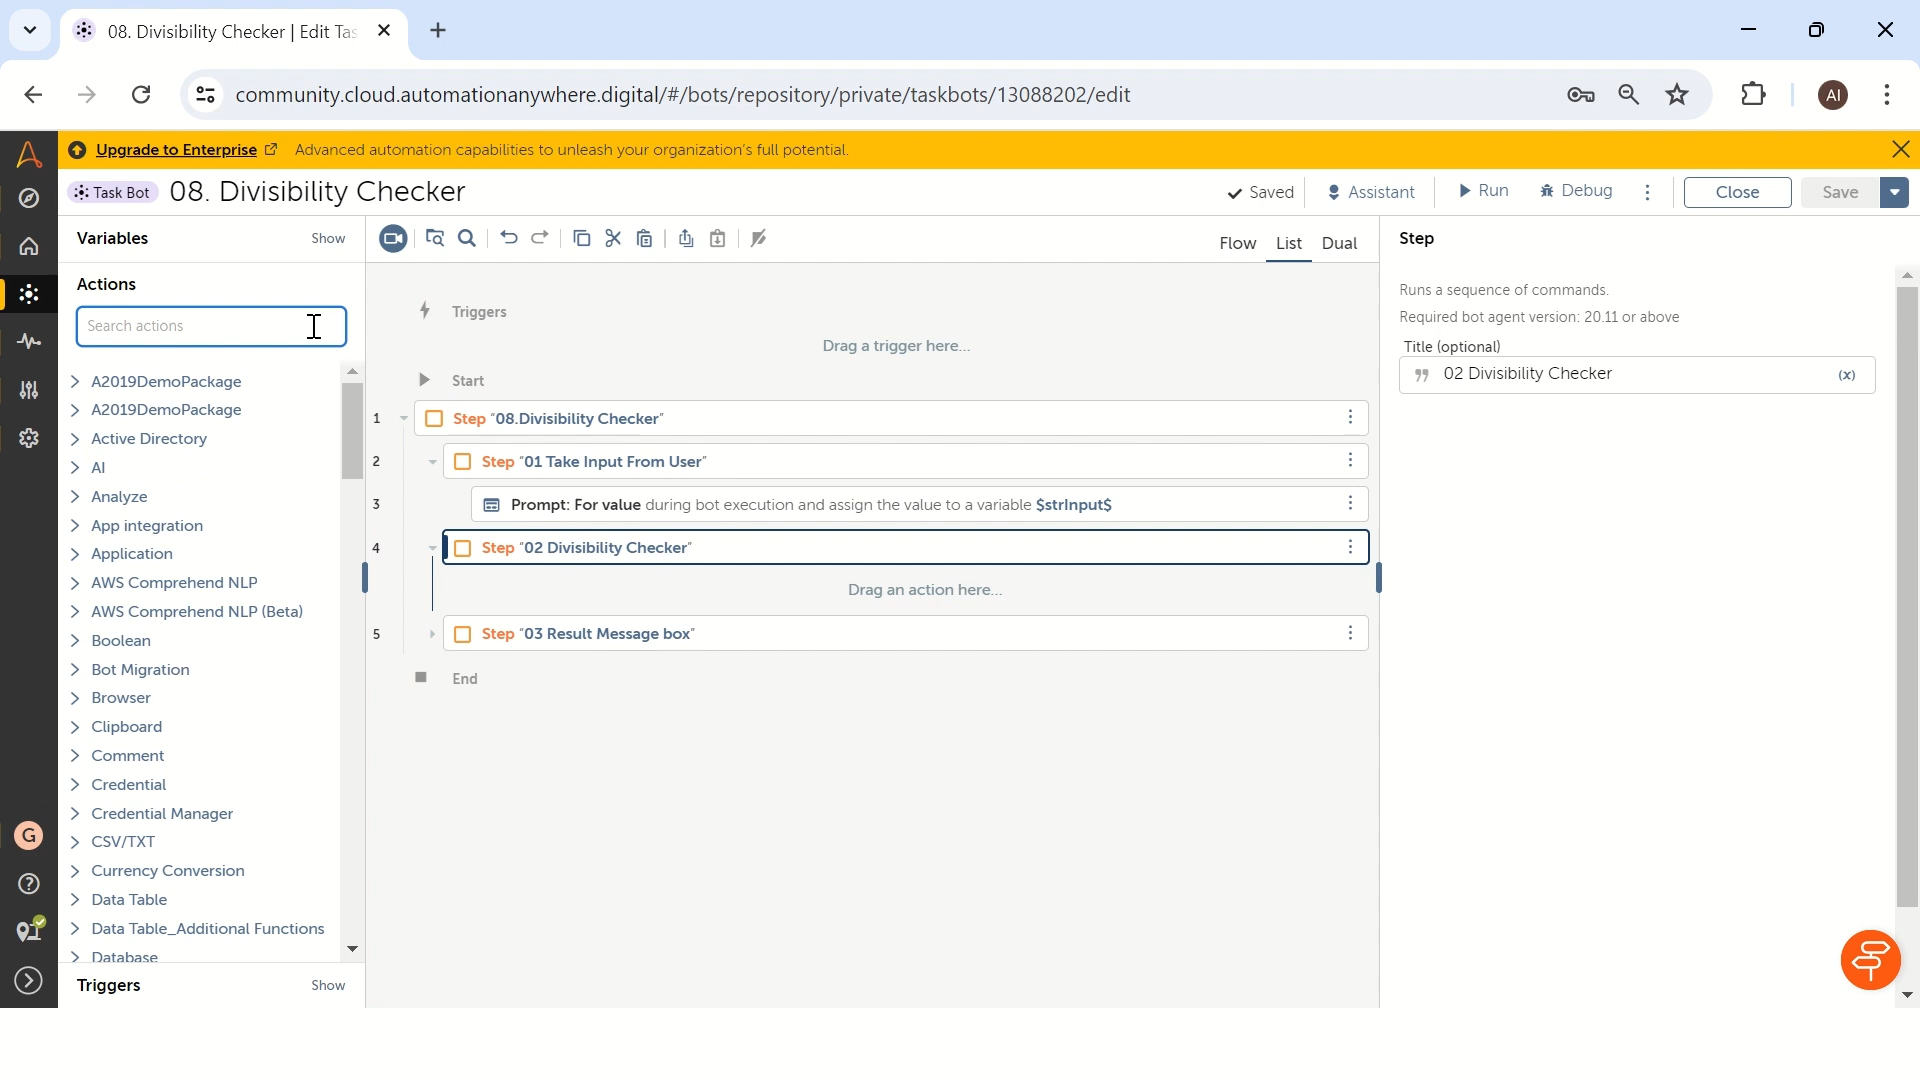 08. Divisibility Checker | Edit Tas
community.cloud.automationanywhere.digital/#/bots/repository/private/taskbots/13088202/edit
AI
Upgrade to Enterprise Advanced automation capabilities to unleash your organization's full potential.
Task Bot 08. Divisibility Checker
Saved Assistant Run Debug Close Save
Variables Show
Flow List Dual
Step
Actions
Search actions
A2019DemoPackage
A2019DemoPackage
Active Directory
AI
Analyze
App integration
Application
AWS Comprehend NLP
AWS Comprehend NLP (Beta)
Boolean
Bot Migration
Browser
Clipboard
Comment
Credential
Credential Manager
CSV/TXT
Currency Conversion
Data Table
Data Table_Additional Functions
Database
Triggers Show
G
Triggers
Drag a trigger here...
Start
1 Step "08.Divisibility Checker"
2 Step "01 Take Input From User"
3 Prompt: For value during bot execution and assign the value to a variable $strInput$
4 Step "02 Divisibility Checker"
Drag an action here...
5 Step "03 Result Message box"
End
Runs a sequence of commands.
Required bot agent version: 20.11 or above
Title (optional)
02 Divisibility Checker (x)